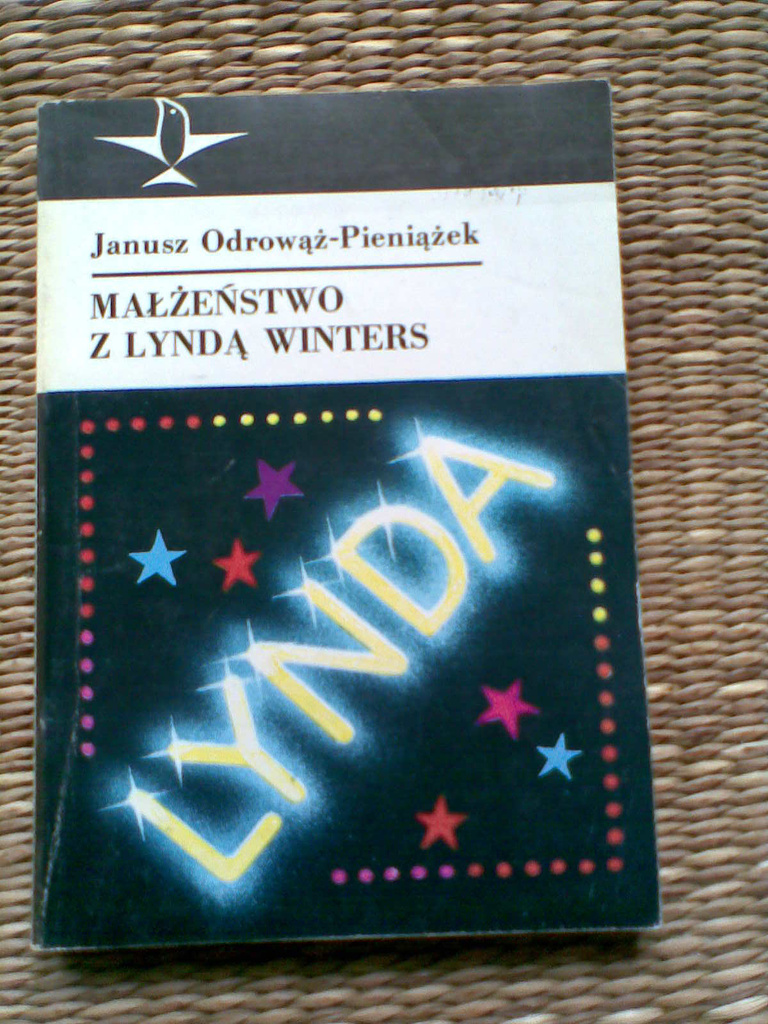 Janusz Odrowąż-Pieniążek
MAŁŻEŃSTWO
Z LYNDĄ WINTERS
LYNDA